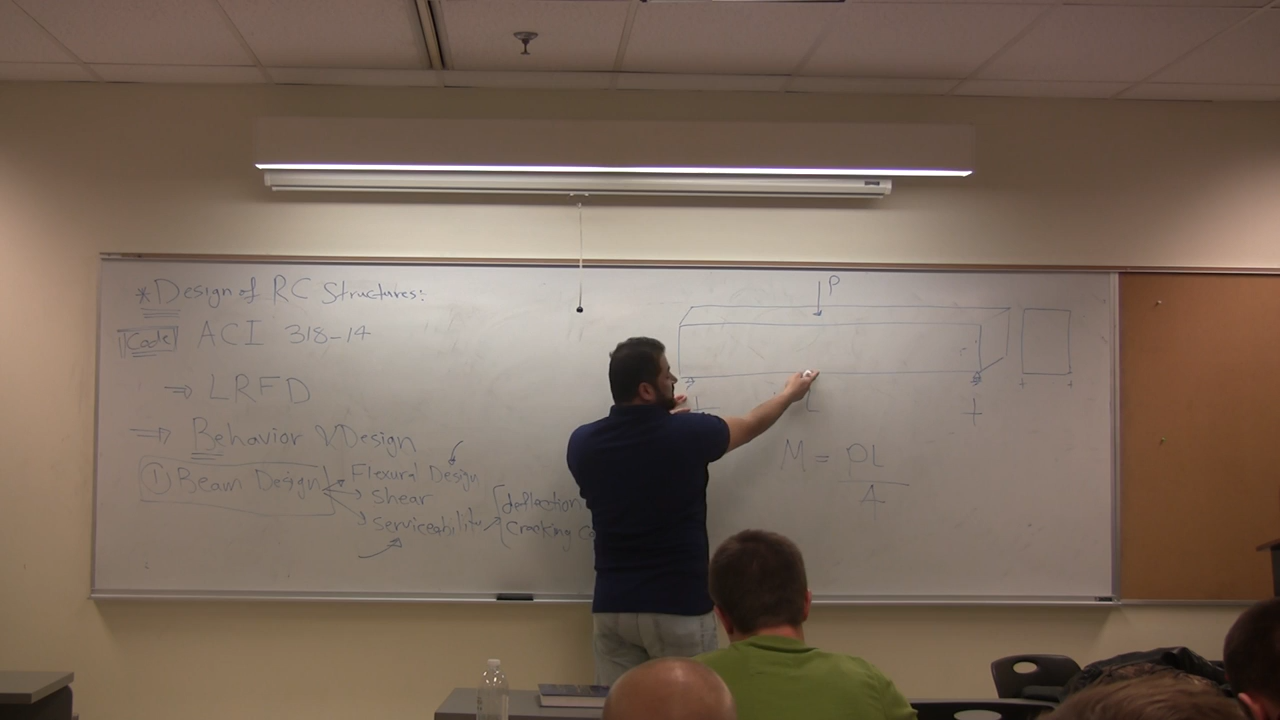 *Design of RC Structures:
Code ACI 318-14
⇒ LRFD
⇒ Behavior & Design
① Beam Design
Flexural Design
Shear
Serviceability
deflection
Cracking
P
L
M = PL
4